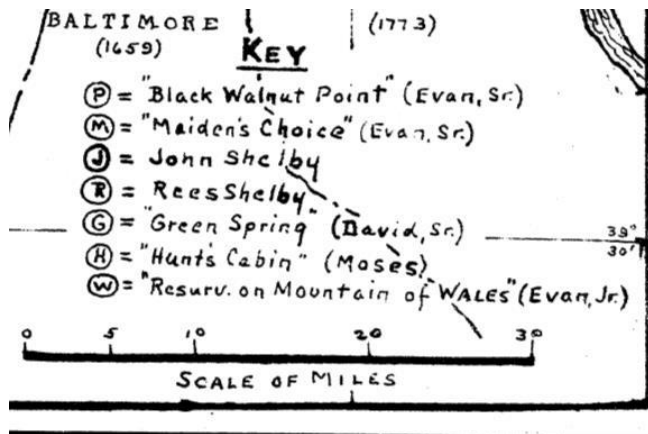 BALTIMORE (1773)
(1659)
KEY
Ⓟ = "Black Walnut Point" (Evan, Sr.)
Ⓜ = "Maiden's Choice" (Evan, Sr.)
Ⓙ = John Shelby
Ⓡ = Rees Shelby
Ⓖ = "Green Spring" (David, Sr.)
Ⓗ = "Hunt's Cabin" (Moses)
Ⓦ = "Resurv. on Mountain of WALES" (Evan, Jr.)
39°
30'
0 5 10 20 30
SCALE OF MILES